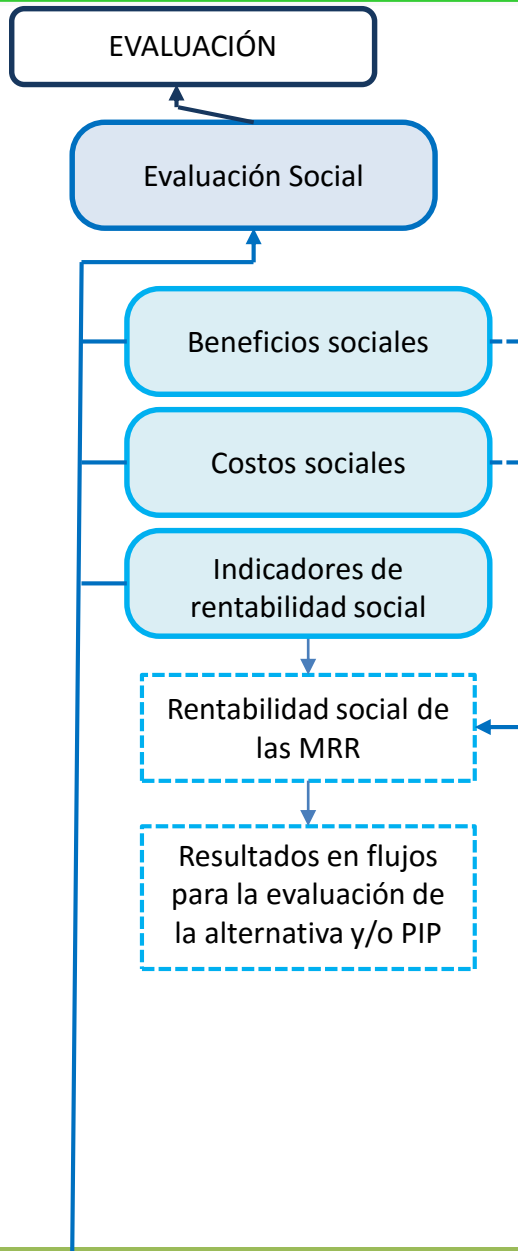 EVALUACIÓN
Evaluación Social
Beneficios sociales
Costos sociales
Indicadores de
rentabilidad social
Rentabilidad social de
las MRR
Resultados en flujos
para la evaluación de
la alternativa y/o PIP